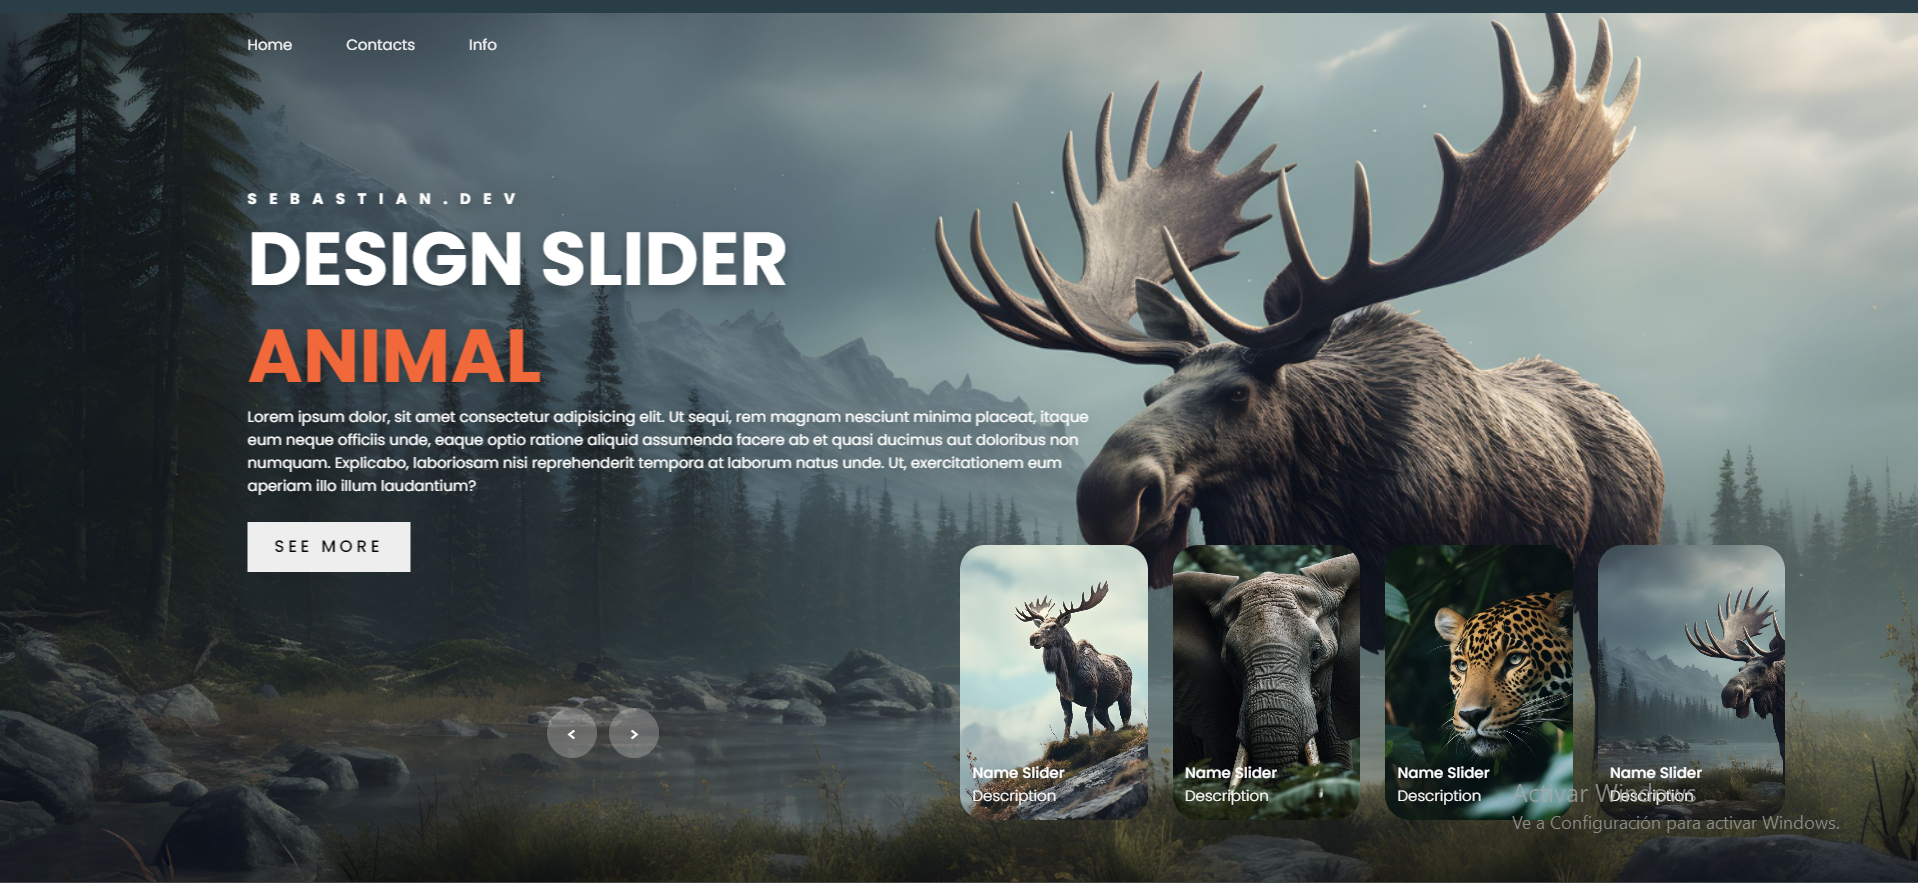 Home Contacts Info
SEBASTIAN.DEV
DESIGN SLIDER
ANIMAL
Lorem ipsum dolor, sit amet consectetur adipisicing elit. Ut sequi, rem magnam nesciunt minima placeat, itaque
eum neque officiis unde, eaque optio ratione aliquid assumenda facere ab et quasi ducimus aut doloribus non
numquam. Explicabo, laboriosam nisi reprehenderit tempora at laborum natus unde. Ut, exercitationem eum
aperiam illo illum laudantium?
SEE MORE
< >
Name Slider
Description
Name Slider
Description
Name Slider
Description
Name Slider
Description
Activar Windows
Ve a Configuración para activar Windows.